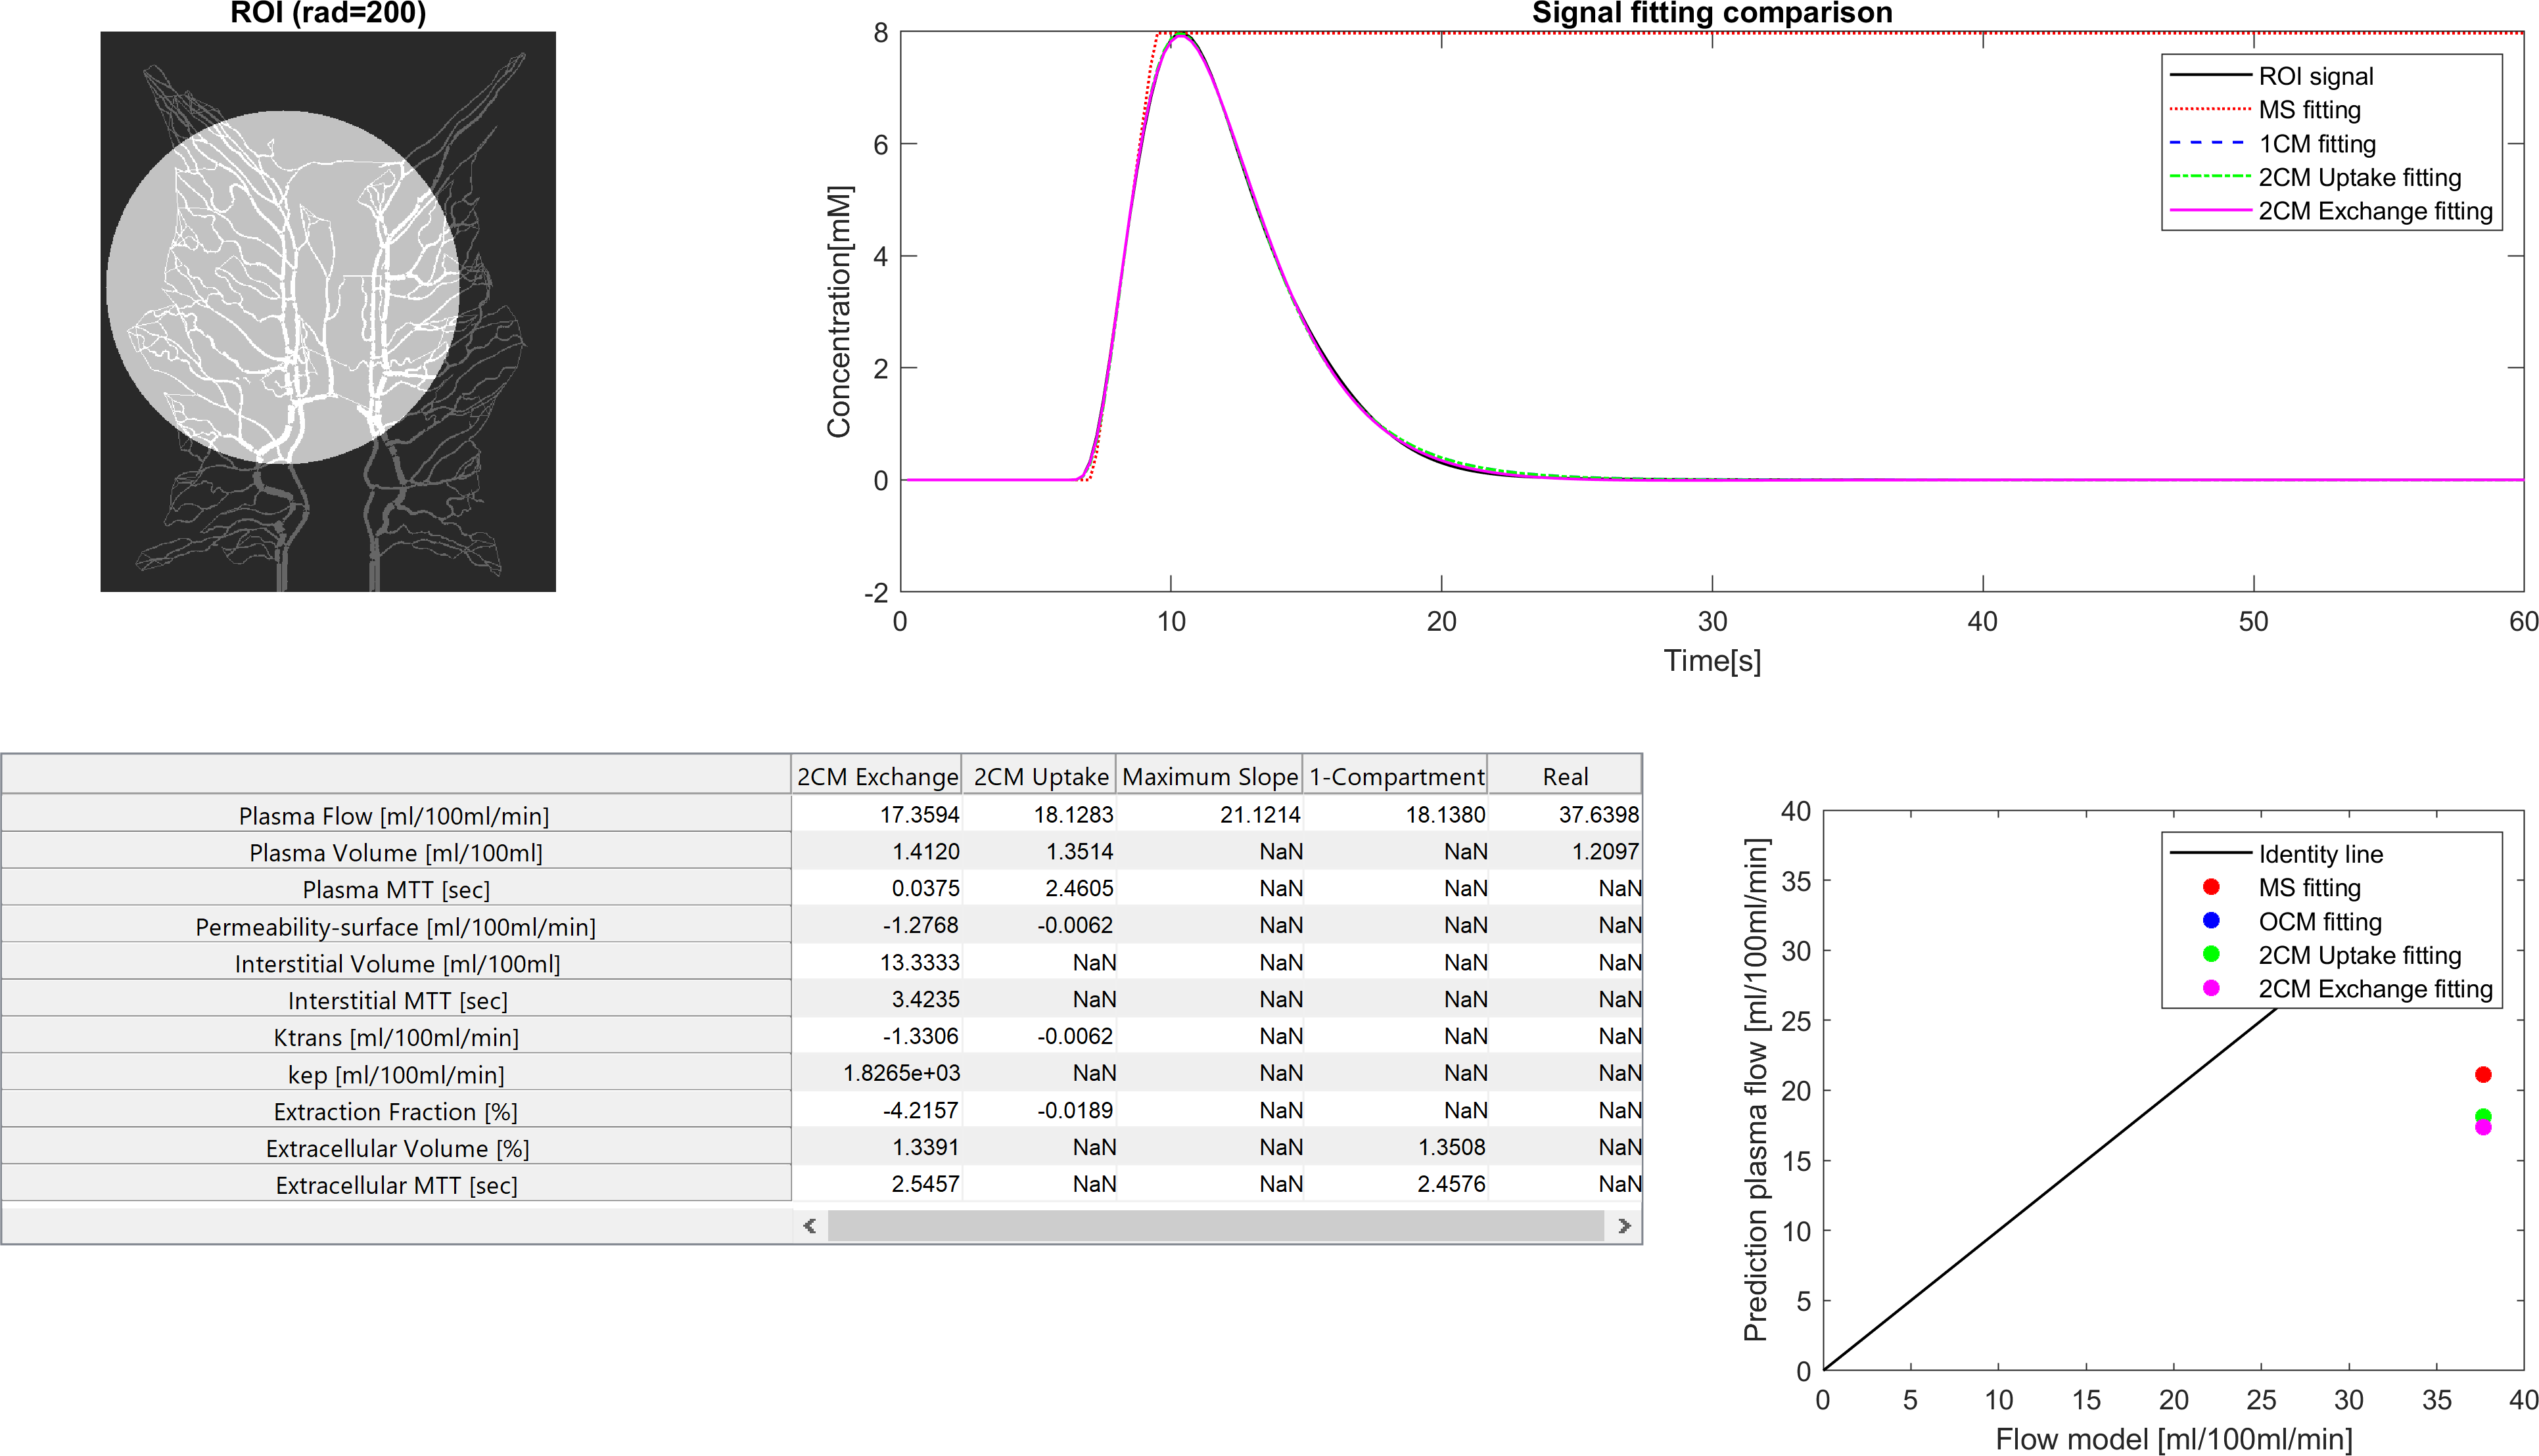 ROI (rad=200)
Signal fitting comparison
8
6
4
2
0
-2
Concentration[mM]
0 10 20 30 40 50 60
Time[s]
ROI signal
MS fitting
1CM fitting
2CM Uptake fitting
2CM Exchange fitting
2CM Exchange 2CM Uptake Maximum Slope 1-Compartment Real
Plasma Flow [ml/100ml/min] 17.3594 18.1283 21.1214 18.1380 37.6398
Plasma Volume [ml/100ml] 1.4120 1.3514 NaN NaN 1.2097
Plasma MTT [sec] 0.0375 2.4605 NaN NaN NaN
Permeability-surface [ml/100ml/min] -1.2768 -0.0062 NaN NaN NaN
Interstitial Volume [ml/100ml] 13.3333 NaN NaN NaN NaN
Interstitial MTT [sec] 3.4235 NaN NaN NaN NaN
Ktrans [ml/100ml/min] -1.3306 -0.0062 NaN NaN NaN
kep [ml/100ml/min] 1.8265e+03 NaN NaN NaN NaN
Extraction Fraction [%] -4.2157 -0.0189 NaN NaN NaN
Extracellular Volume [%] 1.3391 NaN NaN 1.3508 NaN
Extracellular MTT [sec] 2.5457 NaN NaN 2.4576 NaN
40
35
30
25
20
15
10
5
0
Prediction plasma flow [ml/100ml/min]
Identity line
MS fitting
OCM fitting
2CM Uptake fitting
2CM Exchange fitting
0 5 10 15 20 25 30 35 40
Flow model [ml/100ml/min]